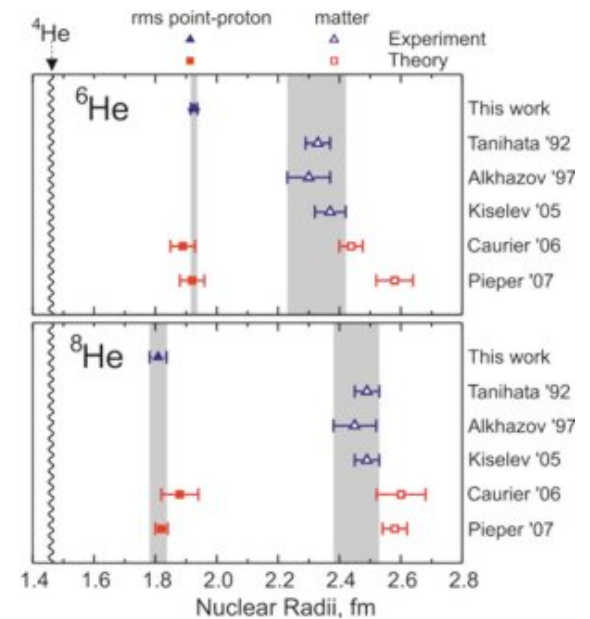 rms point-proton matter
⁴He
Experiment
Theory
⁶He
This work
Tanihata '92
Alkhazov '97
Kiselev '05
Caurier '06
Pieper '07
⁸He
This work
Tanihata '92
Alkhazov '97
Kiselev '05
Caurier '06
Pieper '07
1.4 1.6 1.8 2.0 2.2 2.4 2.6 2.8
Nuclear Radii, fm